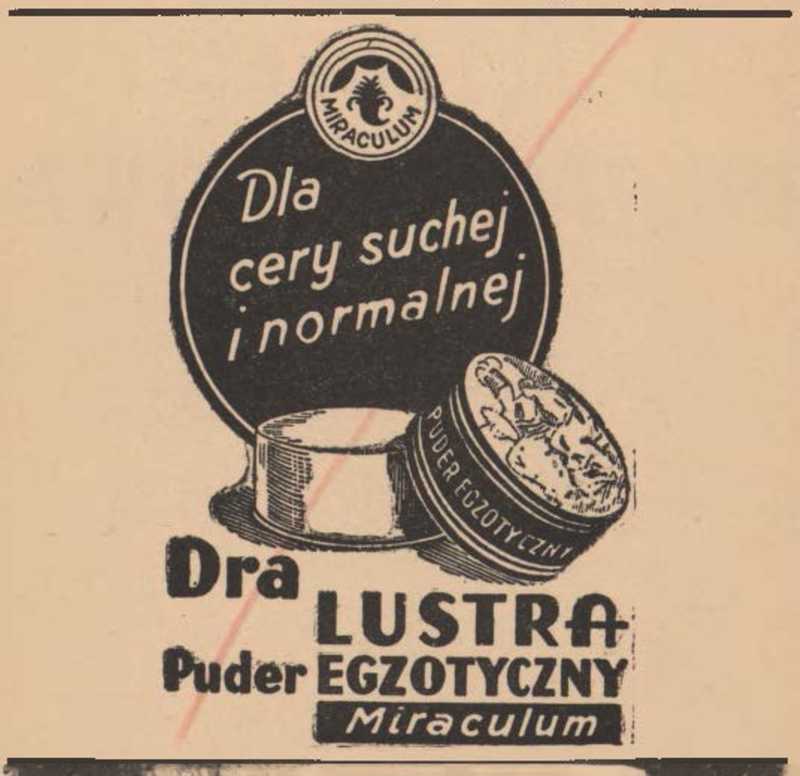 MIRACULUM
Dla
cery suchej
i normalnej
PUDER EGZOTYCZNY
Dra
LUSTRA
Puder EGZOTYCZNY
Miraculum